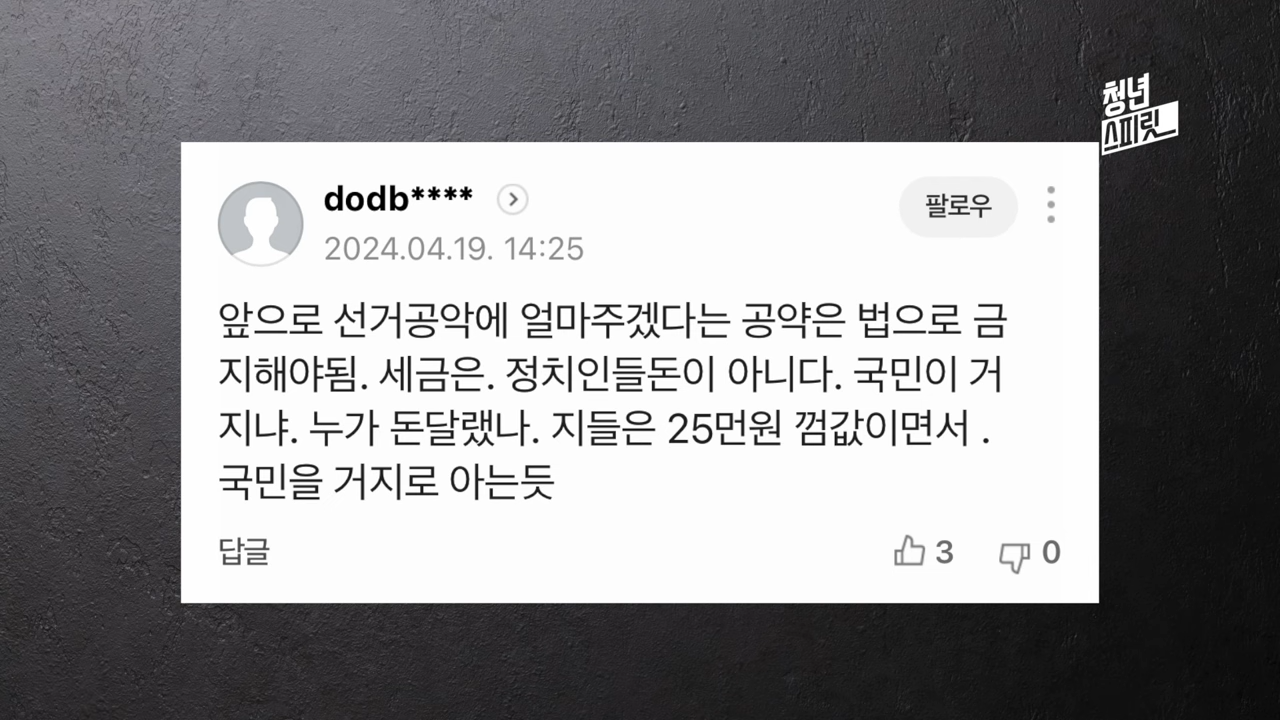 청년
스피릿
dodb****
팔로우
2024.04.19. 14:25
앞으로 선거공악에 얼마주겠다는 공약은 법으로 금
지해야됨. 세금은. 정치인들돈이 아니다. 국민이 거
지냐. 누가 돈달랬나. 지들은 25먼원 껌값이면서 .
국민을 거지로 아는듯
답글
3
0